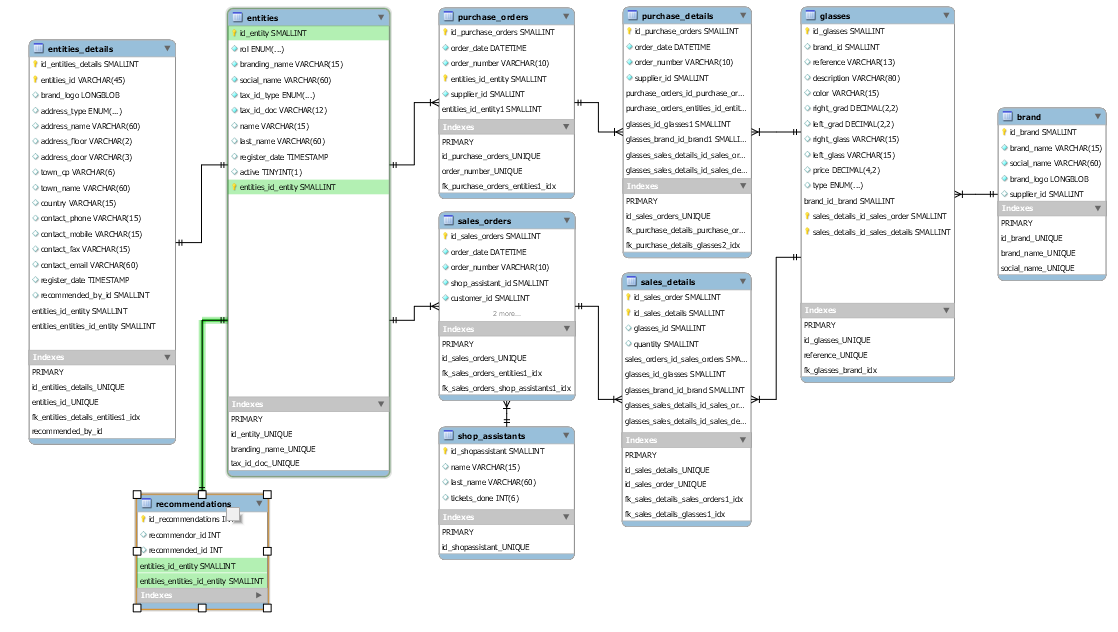 entities_details
id_entities_details SMALLINT
entities_id VARCHAR(45)
brand_logo LONGBLOB
address_type ENUM(...)
address_name VARCHAR(60)
address_floor VARCHAR(2)
address_door VARCHAR(3)
town_cp VARCHAR(6)
town_name VARCHAR(60)
country VARCHAR(15)
contact_phone VARCHAR(15)
contact_mobile VARCHAR(15)
contact_fax VARCHAR(15)
contact_email VARCHAR(60)
register_date TIMESTAMP
recommended_by_id SMALLINT
entities_id_entity SMALLINT
entities_entities_id_entity SMALLINT
Indexes
PRIMARY
id_entities_details_UNIQUE
entities_id_UNIQUE
fk_entities_details_entities1_idx
recommended_by_id
entities
id_entity SMALLINT
rol ENUM(...)
branding_name VARCHAR(15)
social_name VARCHAR(60)
tax_id_type ENUM(...)
tax_id_doc VARCHAR(12)
name VARCHAR(15)
last_name VARCHAR(60)
register_date TIMESTAMP
active TINYINT(1)
entities_id_entity SMALLINT
Indexes
PRIMARY
id_entity_UNIQUE
branding_name_UNIQUE
tax_id_doc_UNIQUE
recommendations
id_recommendations
recommendor_id INT
recommended_id INT
entities_id_entity SMALLINT
entities_entities_id_entity SMALLINT
Indexes
purchase_orders
id_purchase_orders SMALLINT
order_date DATETIME
order_number VARCHAR(10)
entities_id_entity SMALLINT
supplier_id SMALLINT
entities_id_entity1 SMALLINT
Indexes
PRIMARY
id_purchase_orders_UNIQUE
order_number_UNIQUE
fk_purchase_orders_entities1_idx
sales_orders
id_sales_orders SMALLINT
order_date DATETIME
order_number VARCHAR(10)
shop_assistant_id SMALLINT
customer_id SMALLINT
2 more...
Indexes
PRIMARY
id_sales_orders_UNIQUE
fk_sales_orders_entities1_idx
fk_sales_orders_shop_assistants1_idx
shop_assistants
id_shopassistant SMALLINT
name VARCHAR(15)
last_name VARCHAR(60)
tickets_done INT(6)
Indexes
PRIMARY
id_shopassistant_UNIQUE
purchase_details
id_purchase_orders SMALLINT
order_date DATETIME
order_number VARCHAR(10)
supplier_id SMALLINT
purchase_orders_id_purchase_or...
purchase_orders_entities_id_entit...
glasses_id_glasses1 SMALLINT
glasses_brand_id_brand1 SMALLI...
glasses_sales_details_id_sales_or...
glasses_sales_details_id_sales_de...
Indexes
PRIMARY
id_sales_orders_UNIQUE
fk_purchase_details_purchase_or...
fk_purchase_details_glasses2_idx
sales_details
id_sales_order SMALLINT
id_sales_details SMALLINT
glasses_id SMALLINT
quantity SMALLINT
sales_orders_id_sales_orders SMA...
glasses_id_glasses SMALLINT
glasses_brand_id_brand SMALLINT
glasses_sales_details_id_sales_or...
glasses_sales_details_id_sales_de...
Indexes
PRIMARY
id_sales_details_UNIQUE
id_sales_order_UNIQUE
fk_sales_details_sales_orders1_idx
fk_sales_details_glasses1_idx
glasses
id_glasses SMALLINT
brand_id SMALLINT
reference VARCHAR(13)
description VARCHAR(80)
color VARCHAR(15)
right_grad DECIMAL(2,2)
left_grad DECIMAL(2,2)
right_glass VARCHAR(15)
left_glass VARCHAR(15)
price DECIMAL(4,2)
type ENUM(...)
brand_id_brand SMALLINT
sales_details_id_sales_order SMALLINT
sales_details_id_sales_details SMALLINT
Indexes
PRIMARY
id_glasses_UNIQUE
reference_UNIQUE
fk_glasses_brand_idx
brand
id_brand SMALLINT
brand_name VARCHAR(15)
social_name VARCHAR(60)
brand_logo LONGBLOB
supplier_id SMALLINT
Indexes
PRIMARY
id_brand_UNIQUE
brand_name_UNIQUE
social_name_UNIQUE